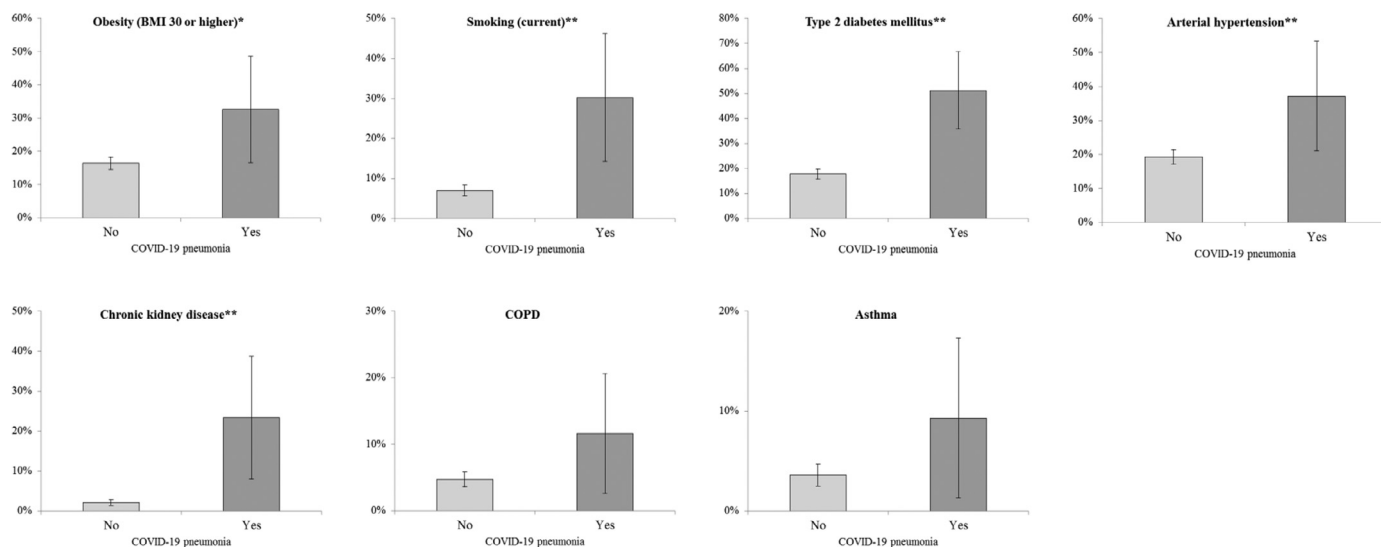 Obesity (BMI 30 or higher)*
60%
50%
40%
30%
20%
10%
0%
No Yes
COVID-19 pneumonia
Smoking (current)**
50%
40%
30%
20%
10%
0%
No Yes
COVID-19 pneumonia
Type 2 diabetes mellitus**
80%
70%
60%
50%
40%
30%
20%
10%
0%
No Yes
COVID-19 pneumonia
Arterial hypertension**
60%
50%
40%
30%
20%
10%
0%
No Yes
COVID-19 pneumonia
Chronic kidney disease**
50%
40%
30%
20%
10%
0%
No Yes
COVID-19 pneumonia
COPD
30%
20%
10%
0%
No Yes
COVID-19 pneumonia
Asthma
20%
10%
0%
No Yes
COVID-19 pneumonia